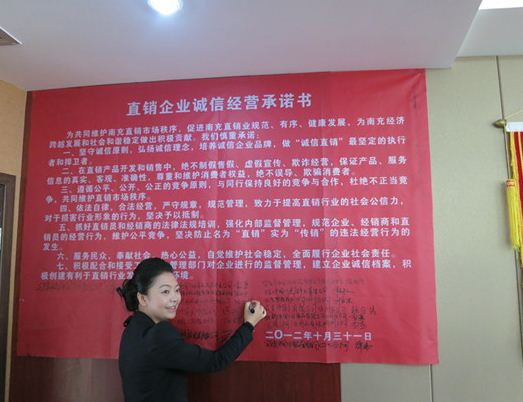 直销企业诚信经营承诺书
为共同维护南充直销市场秩序，促进南充直销业规范、有序、健康发展，为南充经济
跨越发展和社会和谐稳定做出积极贡献，我们慎重承诺：
一、坚守诚信原则，弘扬诚信理念，培养诚信企业品牌，做“诚信直销”最坚定的执行
者和捍卫者。
二、在直销产品开发和销售中，绝不制假售假、虚假宣传、欺诈经营，保证产品、服务
信息的真实、客观、准确性，尊重和维护消费者权益，绝不误导、欺骗消费者。
三、遵循公平、公开、公正的竞争原则，与同行保持良好的竞争与合作，杜绝不正当竞
争，共同维护直销市场秩序。
四、依法自律、合法经营，严守规章，规范管理，致力于提高直销行业的社会公信力，
对于损害行业形象的行为，坚决予以抵制。
五、抓好直销员和经销商的法律法规培训，强化内部监督管理，规范企业、经销商和直
销员的经营行为，维护公平竞争，坚决防止名为“直销”实为“传销”的违法经营行为的
发生。
六、服务民众，奉献社会，热心公益，自觉维护社会稳定、全面履行企业社会责任。
七、积极配合和接受工 管理部门对企业进行的监督管理，建立企业诚信档案，积
极创建有利于直销行业发 环境。
二〇一二年十月三十一日